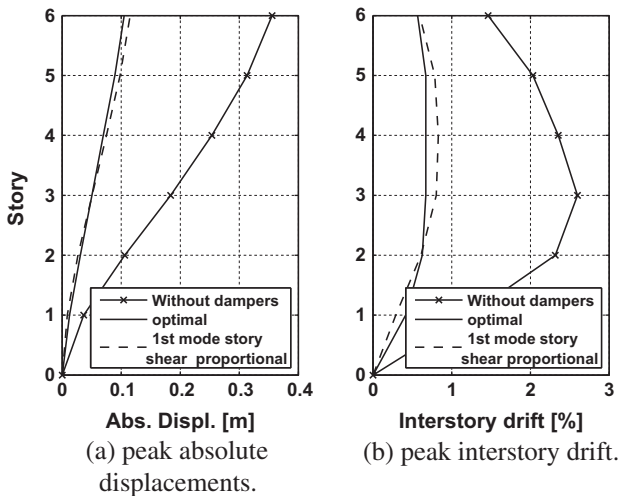 6
5
4
3
2
1
0
Story
Without dampers
optimal
1st mode story
shear proportional
0 0.1 0.2 0.3 0.4
Abs. Displ. [m]
(a) peak absolute
displacements.
6
5
4
3
2
1
0
Without dampers
optimal
1st mode story
shear proportional
0 1 2 3
Interstory drift [%]
(b) peak interstory drift.